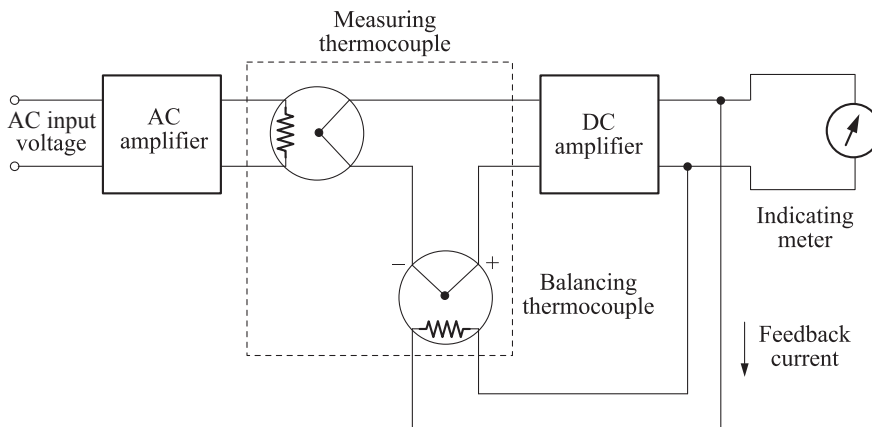 Measuring
thermocouple
AC input
voltage
AC
amplifier
DC
amplifier
Indicating
meter
−
+
Balancing
thermocouple
Feedback
current